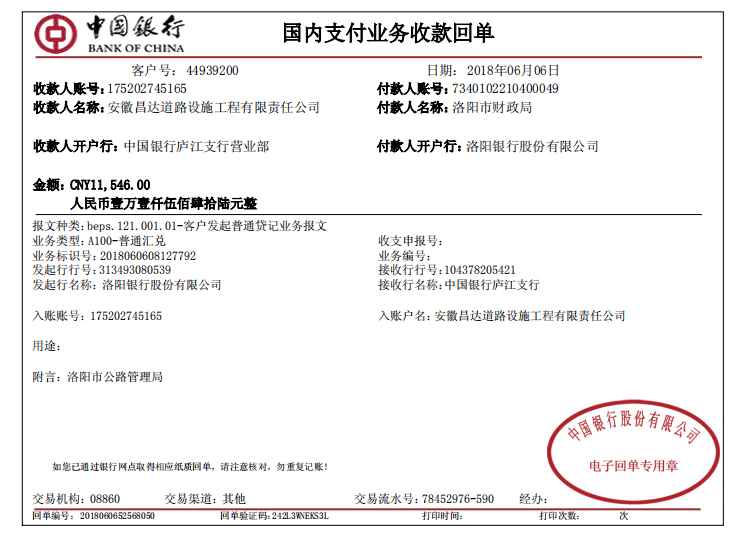 中国银行
BANK OF CHINA
国内支付业务收款回单
客户号： 44939200 日期： 2018年06月06日
收款人账号：175202745165 付款人账号：7340102210400049
收款人名称：安徽昌达道路设施工程有限责任公司 付款人名称：洛阳市财政局
收款人开户行：中国银行庐江支行营业部 付款人开户行：洛阳银行股份有限公司
金额：CNY11,546.00
人民币壹万壹仟伍佰肆拾陆元整
报文种类：beps.121.001.01-客户发起普通贷记业务报文
业务类型：A100-普通汇兑 收支申报号：
业务标识号：2018060608127792 业务编号：
发起行行号：313493080539 接收行行号：104378205421
发起行名称：洛阳银行股份有限公司 接收行名称：中国银行庐江支行
入账账号：175202745165 入账户名：安徽昌达道路设施工程有限责任公司
用途：
附言：洛阳市公路管理局
中国银行股份有限公司
电子回单专用章
如您已通过银行网点取得相应纸质回单，请注意核对，勿重复记账！
交易机构：08860 交易渠道：其他 交易流水号：78452976-590 经办：
回单编号：2018060652568050 回单验证码：242L3WNEKS3L 打印时间： 打印次数： 次